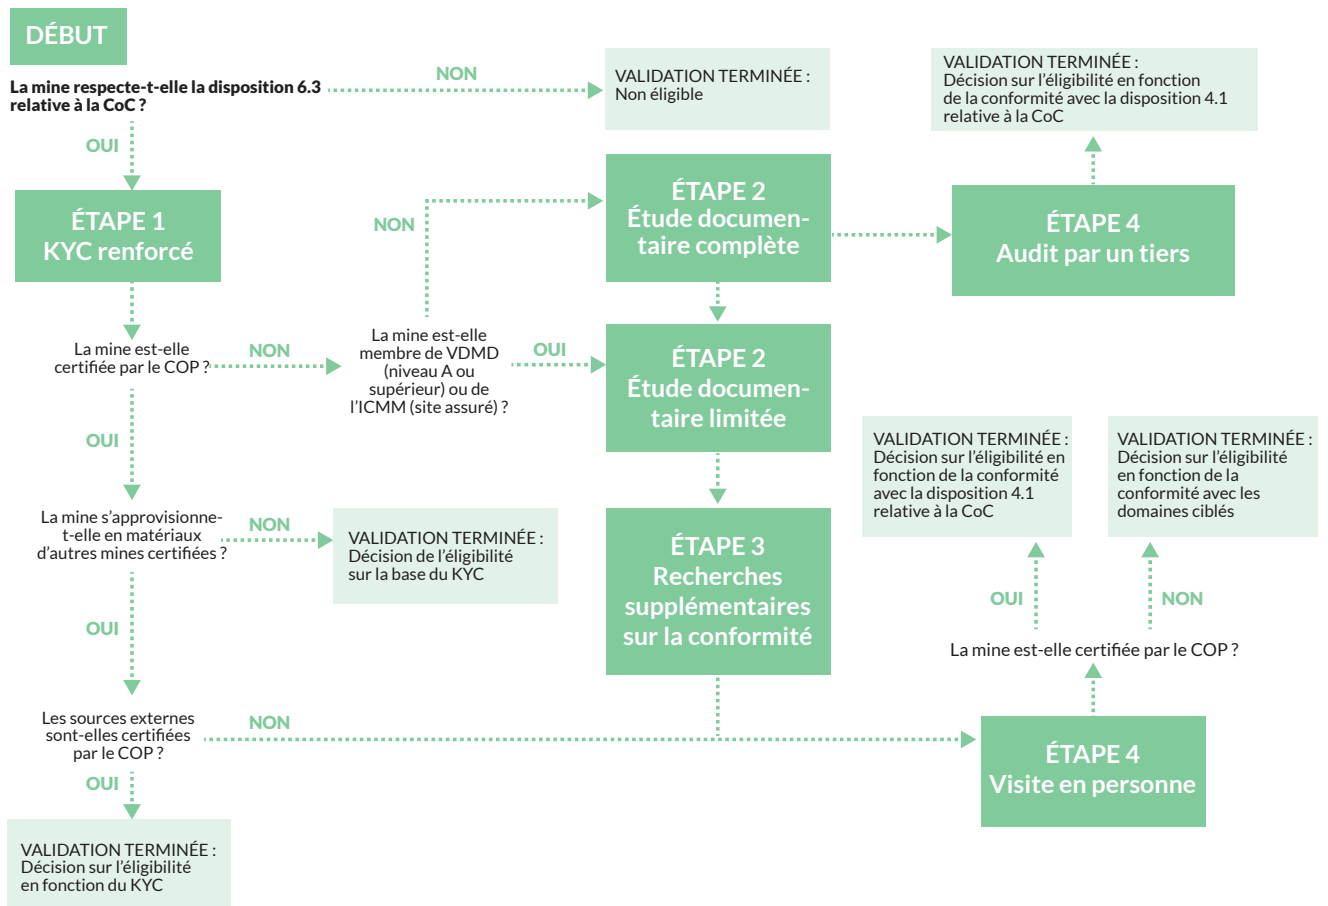 DÉBUT
La mine respecte-t-elle la disposition 6.3
relative à la CoC ?
NON
VALIDATION TERMINÉE :
Non éligible
VALIDATION TERMINÉE :
Décision sur l'éligibilité en fonction
de la conformité avec la disposition 4.1
relative à la CoC
OUI
ÉTAPE 1
KYC renforcé
NON
ÉTAPE 2
Étude documen-
taire complète
ÉTAPE 4
Audit par un tiers
La mine est-elle
certifiée par le COP ?
NON
La mine est-elle
membre de VDMD
(niveau A ou
supérieur) ou de
l'ICMM (site assuré) ?
OUI
ÉTAPE 2
Étude documen-
taire limitée
OUI
La mine s'approvisionne-
t-elle en matériaux
d'autres mines certifiées ?
NON
VALIDATION TERMINÉE :
Décision de l'éligibilité
sur la base du KYC
ÉTAPE 3
Recherches
supplémentaires
sur la conformité
VALIDATION TERMINÉE :
Décision sur l'éligibilité en
fonction de la conformité
avec la disposition 4.1
relative à la CoC
VALIDATION TERMINÉE :
Décision sur l'éligibilité
en fonction de la
conformité avec les
domaines ciblés
OUI
NON
La mine est-elle certifiée par le COP ?
OUI
Les sources externes
sont-elles certifiées
par le COP ?
NON
ÉTAPE 4
Visite en personne
OUI
VALIDATION TERMINÉE :
Décision sur l'éligibilité
en fonction du KYC